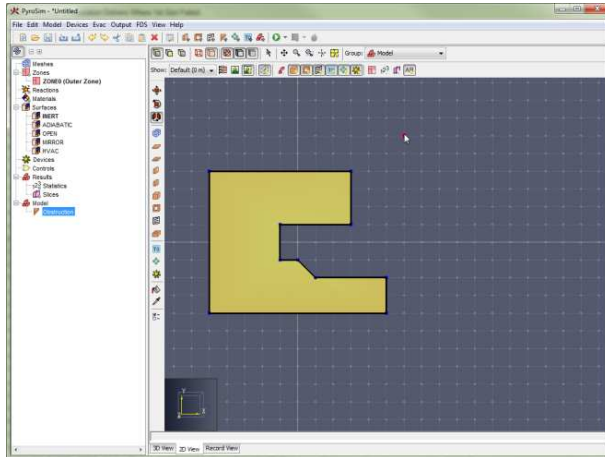 PyroSim - "Untitled
File Edit Model Devices Evac Output FDS View Help
Group: Model
Show: Default (0 m)
Meshes
Zones
ZONE0 (Outer Zone)
Reactions
Materials
Surfaces
INERT
ADIABATIC
OPEN
MIRROR
HVAC
Devices
Controls
Results
Statistics
Slices
Model
Obstruction
Y
X
3D View 2D View Record View